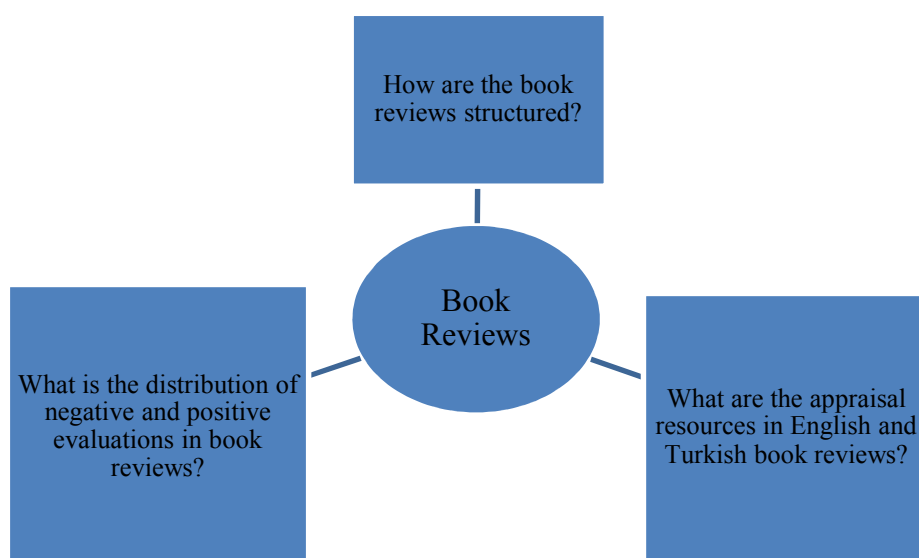 How are the book
reviews structured?
Book
Reviews
What is the distribution of
negative and positive
evaluations in book
reviews?
What are the appraisal
resources in English and
Turkish book reviews?